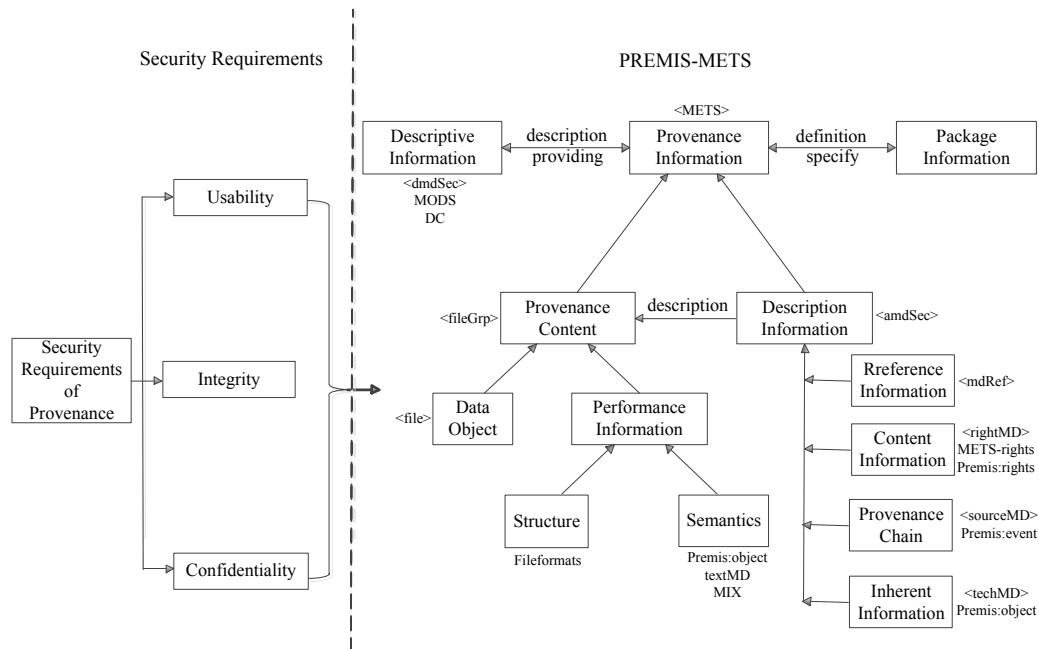 Security Requirements
PREMIS-METS
<METS>
Descriptive
Information
description
providing
Provenance
Information
definition
specify
Package
Information
<dmdSec>
MODS
DC
Usability
Provenance
Content
<fileGrp>
description
Description
Information
<amdSec>
Security
Requirements
of
Provenance
Integrity
Rreference
Information
<mdRef>
<file>
Data
Object
Performance
Information
Content
Information
<rightMD>
METS-rights
Premis:rights
Structure
Fileformats
Semantics
Premis:object
textMD
MIX
Provenance
Chain
<sourceMD>
Premis:event
Confidentiality
Inherent
Information
<techMD>
Premis:object